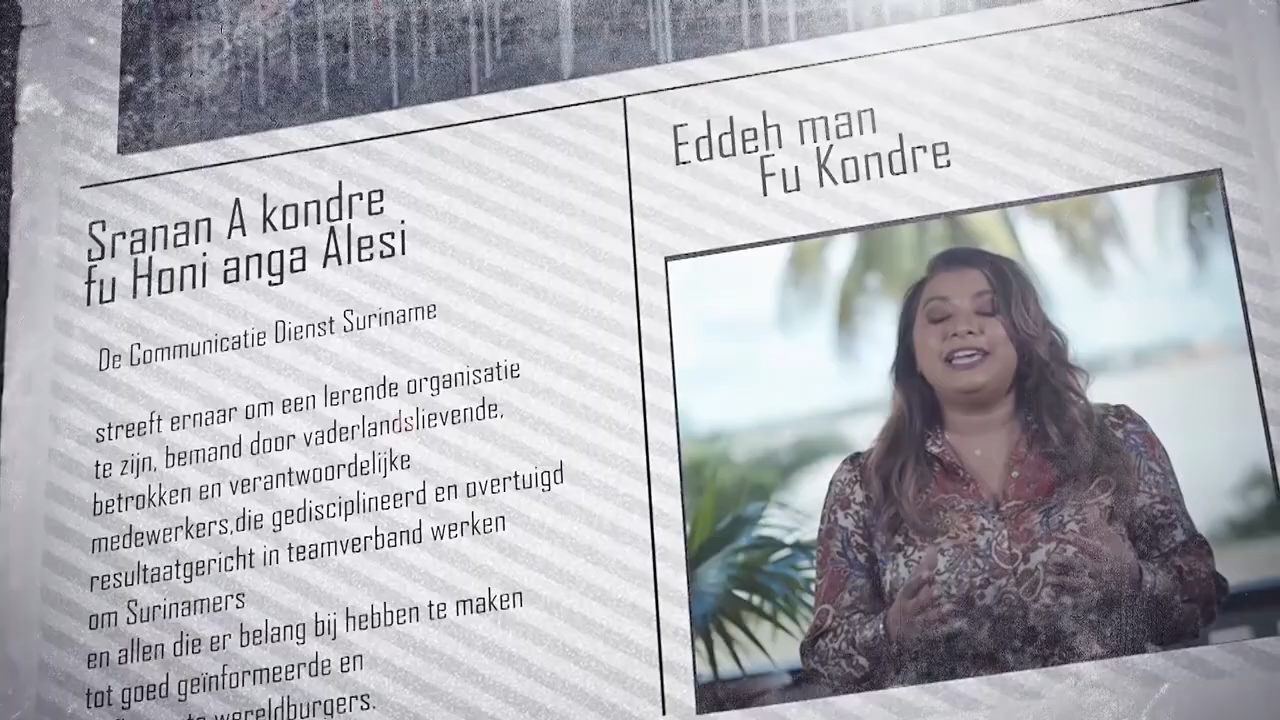 Sranan A kondre
fu Honi anga Alesi
De Communicatie Dienst Suriname
streeft ernaar om een lerende organisatie
te zijn, bemand door vaderlandslievende,
betrokken en verantwoordelijke
medewerkers,die gedisciplineerd en overtuigd
resultaatgericht in teamverband werken
om Surinamers
en allen die er belang bij hebben te maken
tot goed geïnformeerde en
wereldburgers.
Eddeh man
Fu Kondre